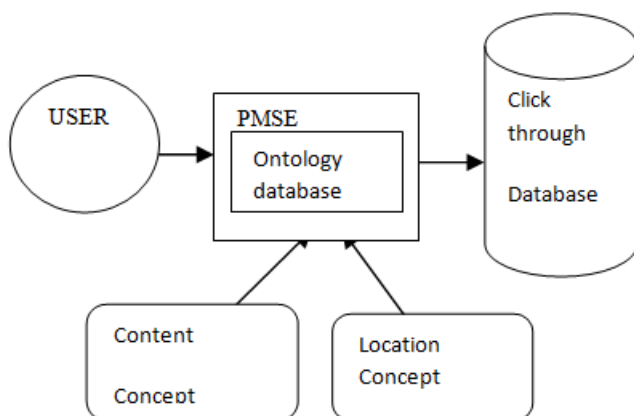 USER
PMSE
Ontology
database
Click
through
Database
Content
Concept
Location
Concept